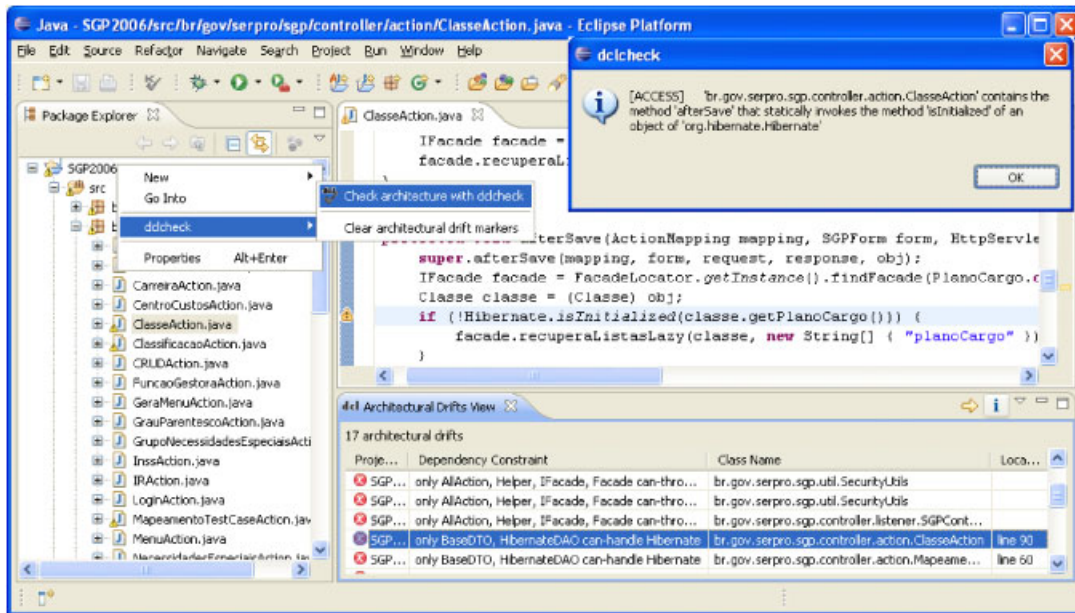 Java - SGP2006/src/br/gov/serpro/sgp/controller/action/ClasseAction.java - Eclipse Platform
File Edit Source Refactor Navigate Search Project Run Window Help
dclcheck
[ACCESS] 'br.gov.serpro.sgp.controller.action.ClasseAction' contains the
method 'afterSave' that statically invokes the method 'isInitialized' of an
object of 'org.hibernate.Hibernate'
OK
Package Explorer
SGP2006
src
New
Go Into
dclcheck
Properties Alt+Enter
Check architecture with dclcheck
Clear architectural drift markers
CarreiraAction.java
CentroCustosAction.java
ClasseAction.java
ClassificacaoAction.java
CRUDAction.java
FuncaoGestoraAction.java
GeraMenuAction.java
GrauParentescoAction.java
GrupoNecessidadesEspeciaisActi
InssAction.java
IRAction.java
LoginAction.java
MapeamentoTestCaseAction.jav
MenuAction.java
NecessidadesEspeciaisAction.jav
ClasseAction.java
IFacade facade =
facade.recuperaLi
}
afterSave(ActionMapping mapping, SGPForm form, HttpServle
super.afterSave(mapping, form, request, response, obj);
IFacade facade = FacadeLocator.getInstance().findFacade(PlanoCargo.c
Classe classe = (Classe) obj;
if (!Hibernate.isInitialized(classe.getPlanoCargo())) {
facade.recuperaListasLazy(classe, new String[] { "planoCargo" })
}
dcl Architectural Drifts View
17 architectural drifts
Proje... Dependency Constraint Class Name Loca...
SGP... only AllAction, Helper, IFacade, Facade can-thro... br.gov.serpro.sgp.util.SecurityUtils
SGP... only AllAction, Helper, IFacade, Facade can-thro... br.gov.serpro.sgp.util.SecurityUtils
SGP... only AllAction, Helper, IFacade, Facade can-thro... br.gov.serpro.sgp.controller.listener.SGPCont...
SGP... only BaseDTO, HibernateDAO can-handle Hibernate br.gov.serpro.sgp.controller.action.ClasseAction line 90
SGP... only BaseDTO, HibernateDAO can-handle Hibernate br.gov.serpro.sgp.controller.action.Mapeame... line 60